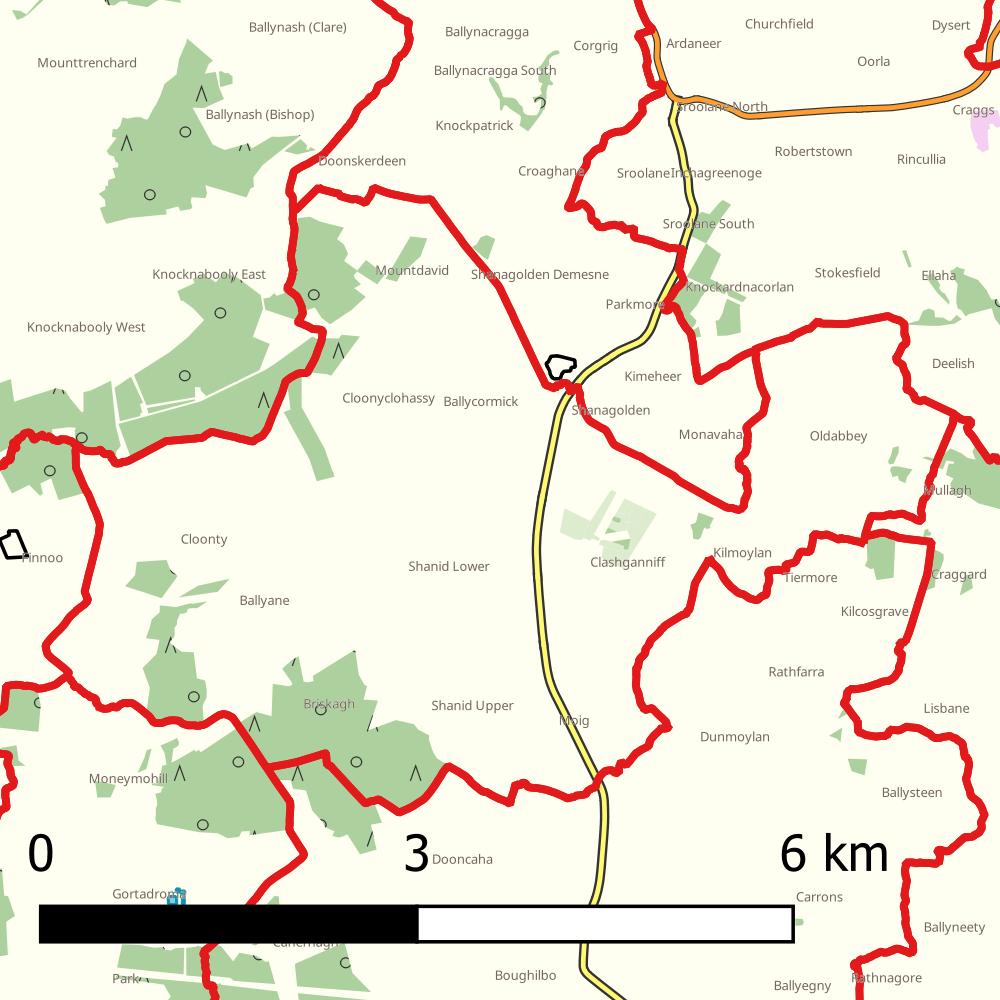 Ballynash (Clare)
Ballynacragga
Churchfield
Dysert
Corgrig
Ardaneer
Mounttrenchard
Oorla
Ballynacragga South
Ballynash (Bishop)
Sroolane North
Craggs
Knockpatrick
Robertstown
Doonskerdeen
Rincullia
Croaghane
Sroolane
Inchagreenoge
Sroolane South
Knocknabooly East
Mountdavid
Shanagolden Demesne
Stokesfield
Ellaha
Knockardnacorlan
Parkmore
Knocknabooly West
Deelish
Kimeheer
Cloonyclohassy
Ballycormick
Shanagolden
Monavaha
Oldabbey
Mullagh
Cloonty
Finnoo
Shanid Lower
Clashganniff
Kilmoylan
Tiermore
Craggard
Ballyane
Kilcosgrave
Rathfarra
Briskagh
Shanid Upper
Moig
Lisbane
Dunmoylan
Moneymohill
Ballysteen
0
3
6 km
Dooncaha
Gortadroma
Carrons
Ballyneety
Park
Boughilbo
Ballyegny
Rathnagore